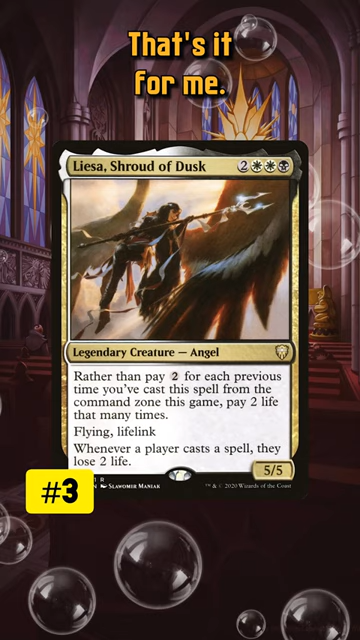 That's it
for me.
Liesa, Shroud of Dusk 2
Legendary Creature — Angel
Rather than pay 2 for each previous
time you've cast this spell from the
command zone this game, pay 2 life
that many times.
Flying, lifelink
Whenever a player casts a spell, they
lose 2 life.
5/5
R
#3
N Slawomir Maniak
™ & © 2020 Wizards of the Coast